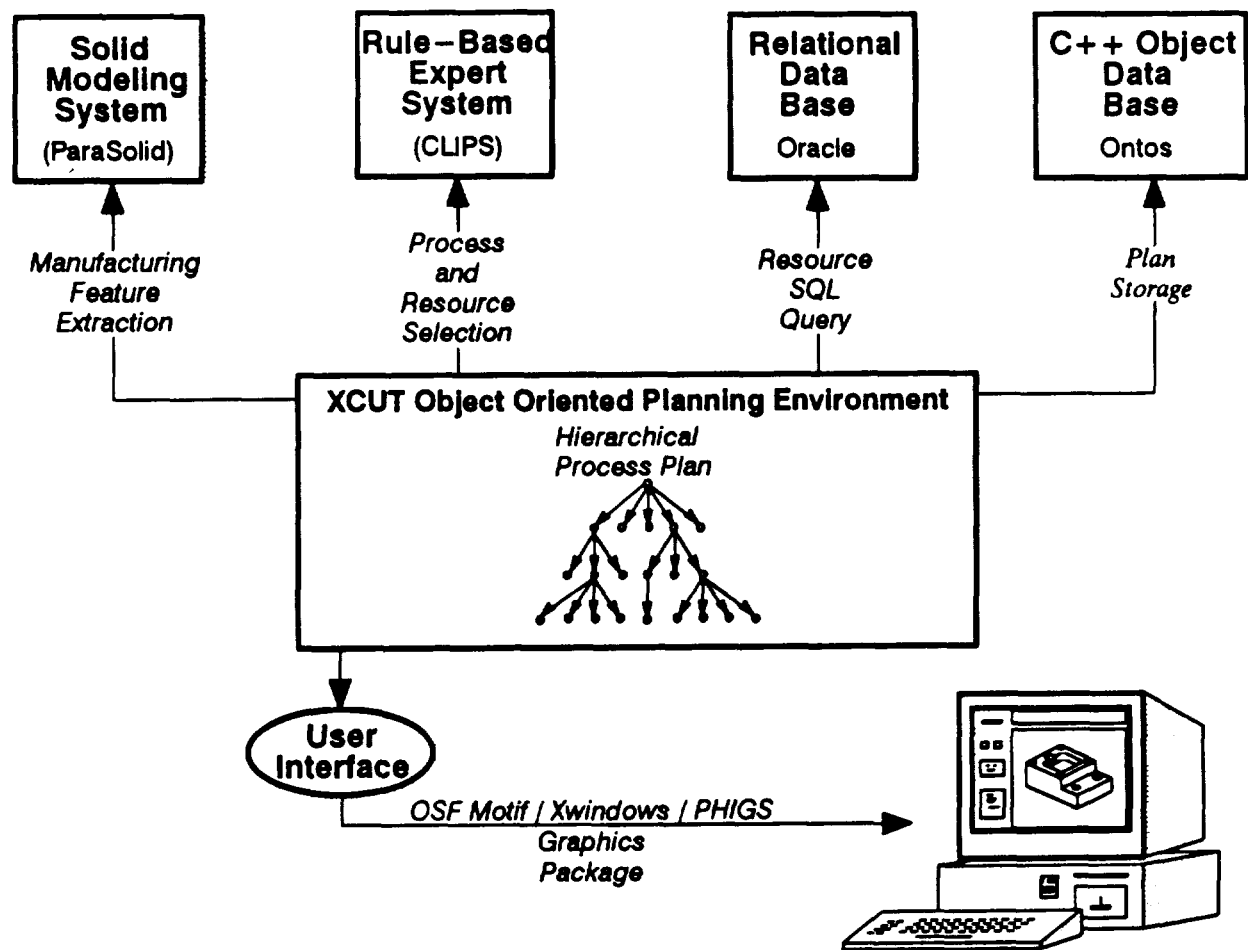 Solid
Modeling
System
(ParaSolid)
Rule-Based
Expert
System
(CLIPS)
Relational
Data
Base
Oracle
C++ Object
Data
Base
Ontos
Manufacturing
Feature
Extraction
Process
and
Resource
Selection
Resource
SQL
Query
Plan
Storage
XCUT Object Oriented Planning Environment
Hierarchical
Process Plan
User
Interface
OSF Motif / Xwindows / PHIGS
Graphics
Package